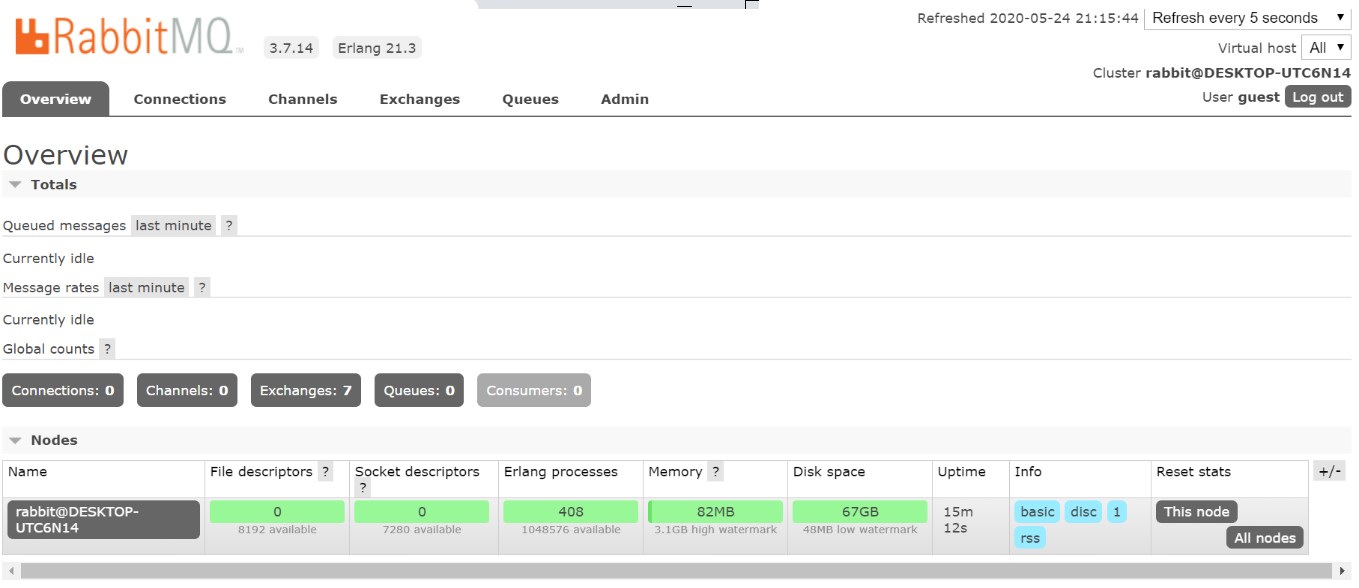 RabbitMQ TM 3.7.14 Erlang 21.3
Refreshed 2020-05-24 21:15:44 Refresh every 5 seconds
Virtual host All
Cluster rabbit@DESKTOP-UTC6N14
User guest Log out
Overview Connections Channels Exchanges Queues Admin
Overview
Totals
Queued messages last minute ?
Currently idle
Message rates last minute ?
Currently idle
Global counts ?
Connections: 0 Channels: 0 Exchanges: 7 Queues: 0 Consumers: 0
Nodes
Name File descriptors ? Socket descriptors ? Erlang processes Memory ? Disk space Uptime Info Reset stats +/-
rabbit@DESKTOP-UTC6N14 0 0 408 82MB 67GB 15m 12s basic disc 1 rss This node All nodes
8192 available 7280 available 1048576 available 3.1GB high watermark 48MB low watermark